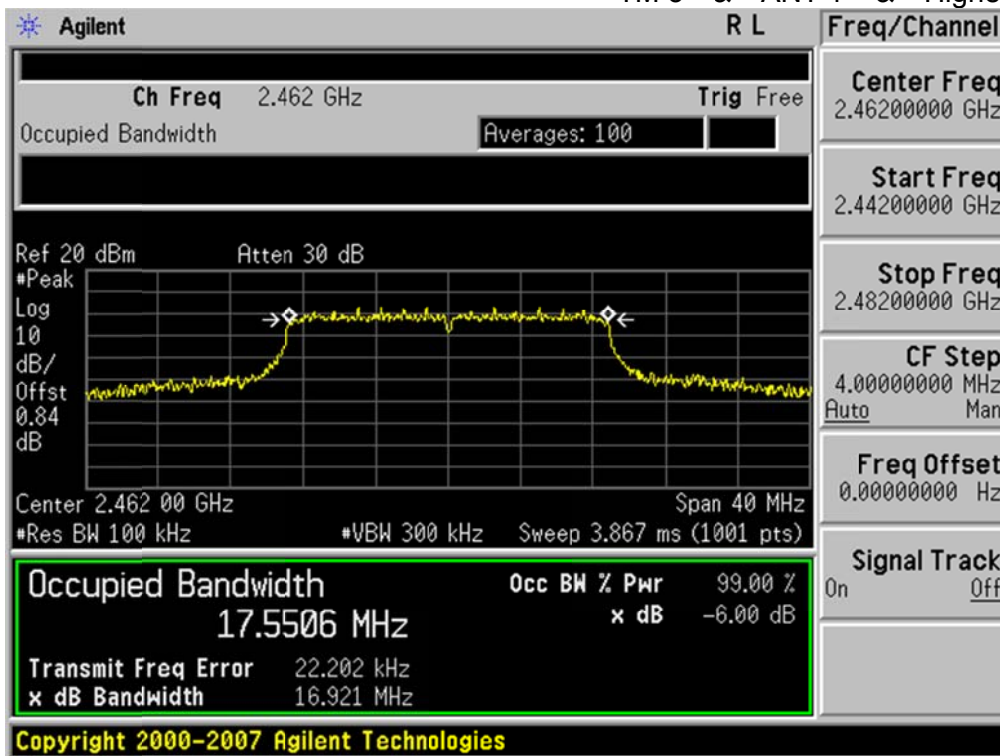 Agilent R L Freq/Channel
Ch Freq 2.462 GHz Trig Free
Occupied Bandwidth Averages: 100
Center Freq
2.46200000 GHz
Start Freq
2.44200000 GHz
Stop Freq
2.48200000 GHz
CF Step
4.00000000 MHz
Auto Man
Freq Offset
0.00000000 Hz
Signal Track
On Off
Ref 20 dBm Atten 30 dB
#Peak
Log
10
dB/
Offst
0.84
dB
Center 2.462 00 GHz Span 40 MHz
#Res BW 100 kHz #VBW 300 kHz Sweep 3.867 ms (1001 pts)
Occupied Bandwidth Occ BW % Pwr 99.00 %
17.5506 MHz x dB -6.00 dB
Transmit Freq Error 22.202 kHz
x dB Bandwidth 16.921 MHz
Copyright 2000-2007 Agilent Technologies